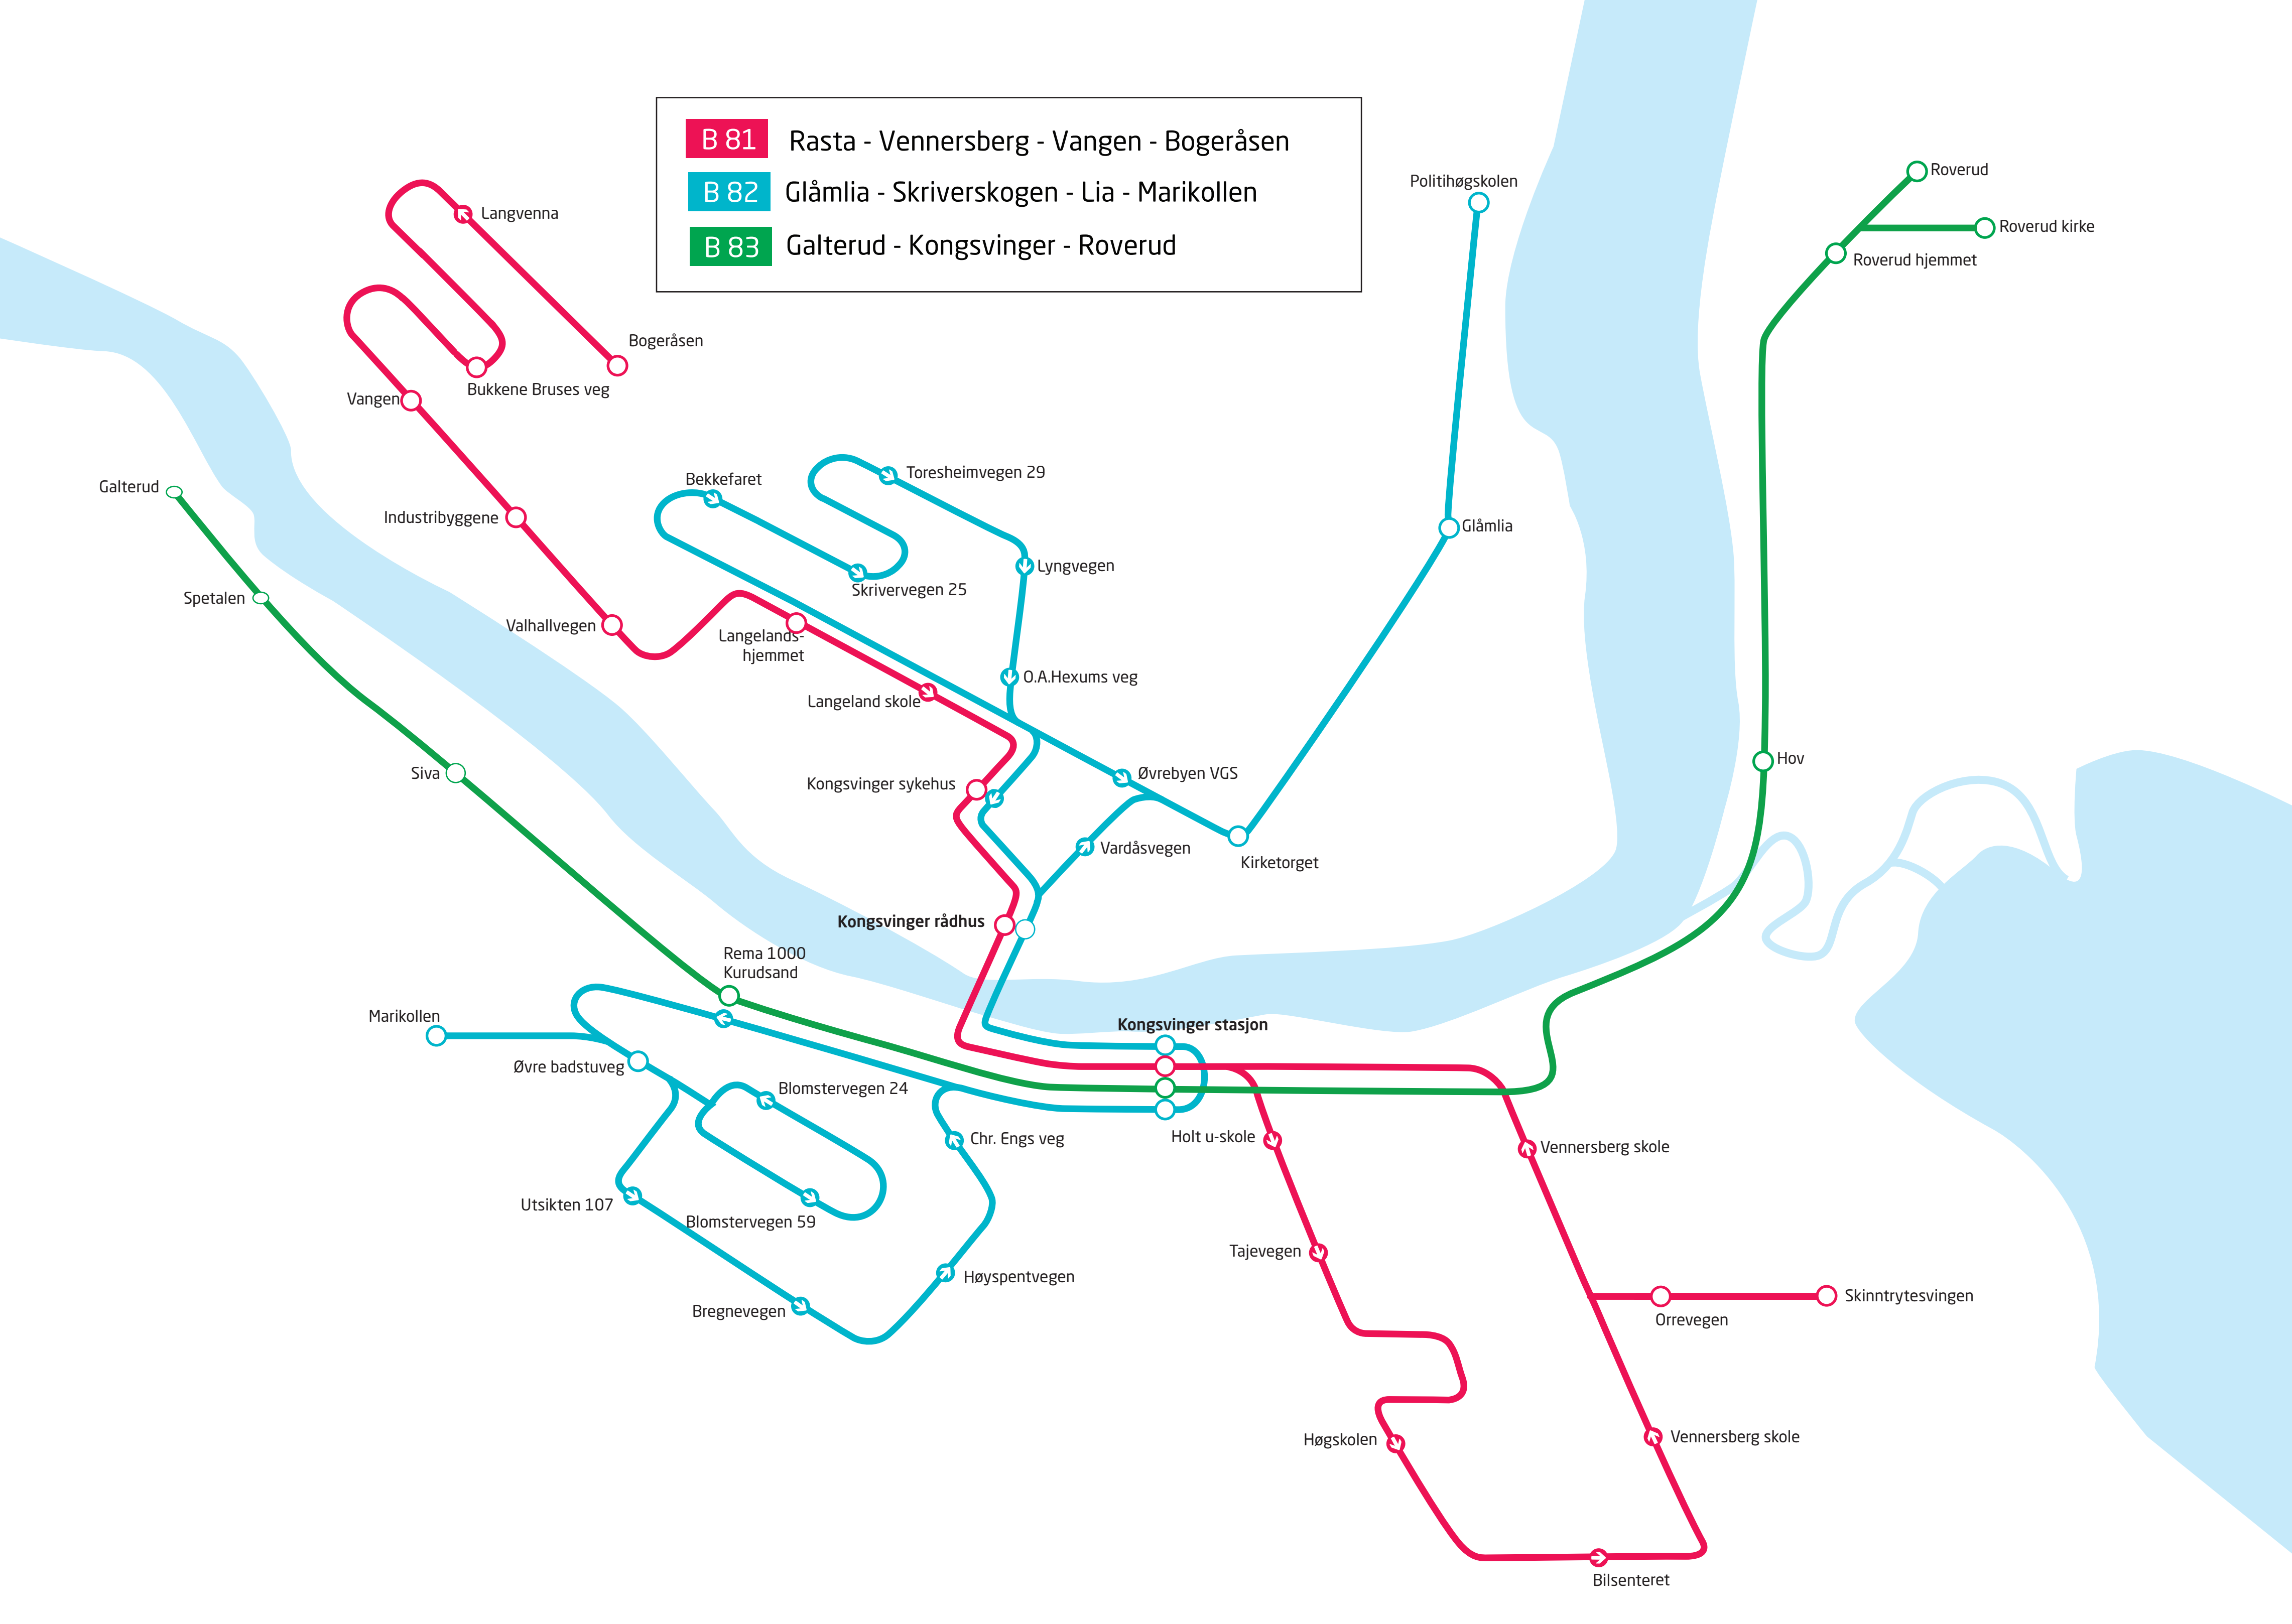 B 81 Rasta - Vennersberg - Vangen - Bogeråsen
B 82 Glåmlia - Skriverskogen - Lia - Marikollen
B 83 Galterud - Kongsvinger - Roverud
Politihøgskolen
Roverud
Roverud kirke
Roverud hjemmet
Langvenna
Bogeråsen
Bukkene Bruses veg
Vangen
Galterud
Industribyggene
Bekkefaret
Toresheimvegen 29
Glåmlia
Lyngvegen
Skrivervegen 25
Spetalen
Valhallvegen
Langelands-
hjemmet
O.A.Hexums veg
Langeland skole
Siva
Kongsvinger sykehus
Øvrebyen VGS
Hov
Vardåsvegen
Kirketorget
Kongsvinger rådhus
Rema 1000
Kurudsand
Marikollen
Kongsvinger stasjon
Øvre badstuveg
Blomstervegen 24
Chr. Engs veg
Holt u-skole
Vennersberg skole
Utsikten 107
Blomstervegen 59
Tajevegen
Høyspentvegen
Bregnevegen
Skinntrytesvingen
Orrevegen
Høgskolen
Vennersberg skole
Bilsenteret